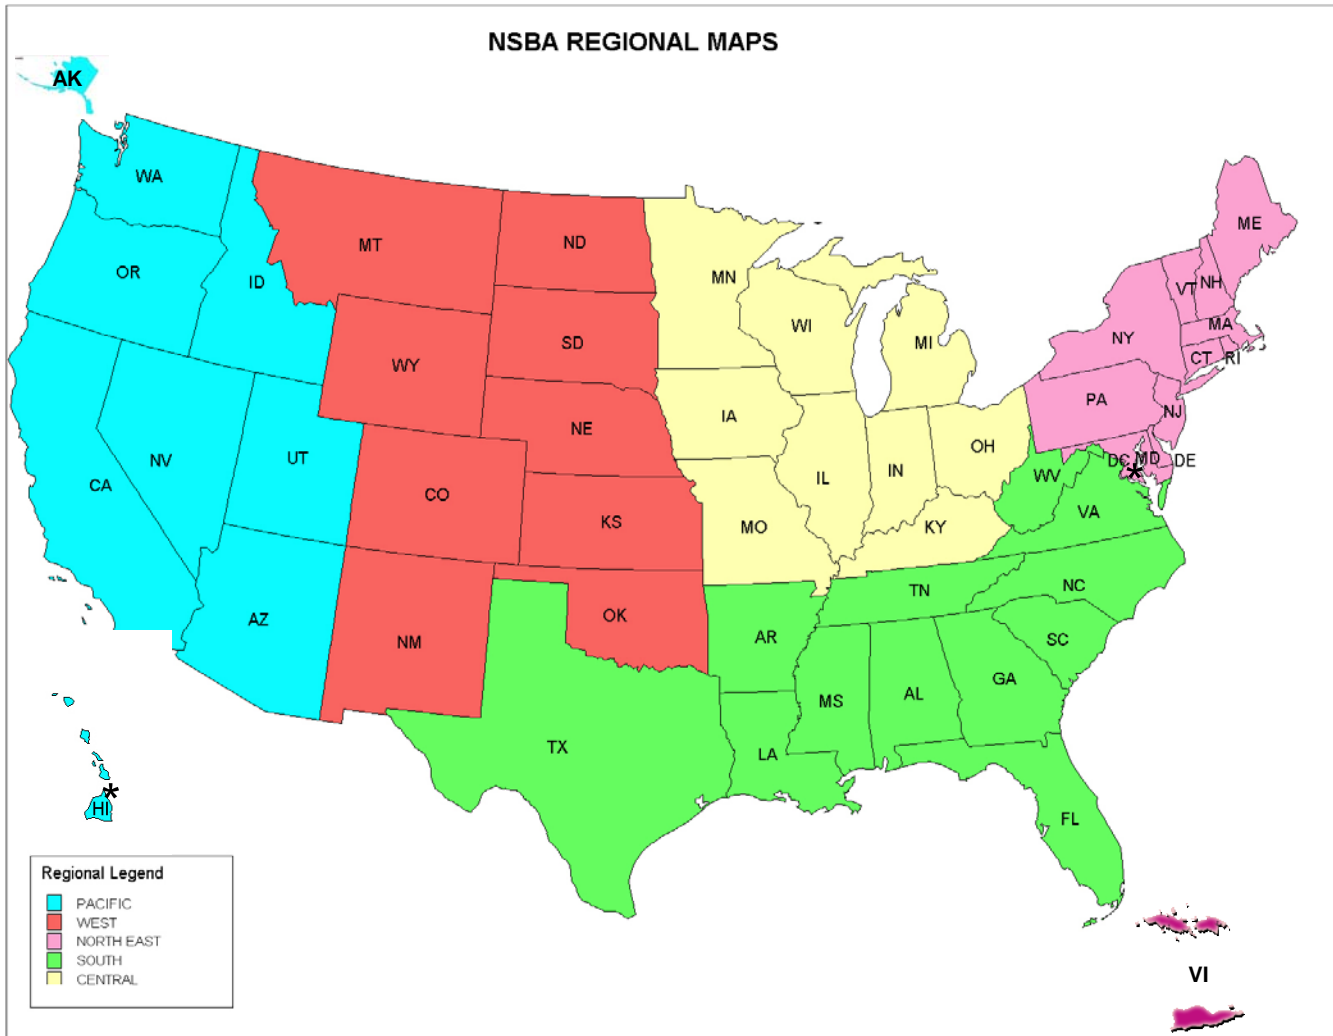 NSBA REGIONAL MAPS
AK
WA
MT
ND
ME
OR
ID
MN
VT
NH
WI
MA
NY
SD
MI
CT
RI
WY
PA
NJ
IA
NE
OH
DC
MD
DE
UT
NV
IL
IN
WV
CA
CO
VA
KS
MO
KY
TN
NC
AZ
OK
AR
SC
NM
GA
AL
MS
TX
LA
*
HI
FL
*
Regional Legend
PACIFIC
WEST
NORTH EAST
SOUTH
CENTRAL
VI